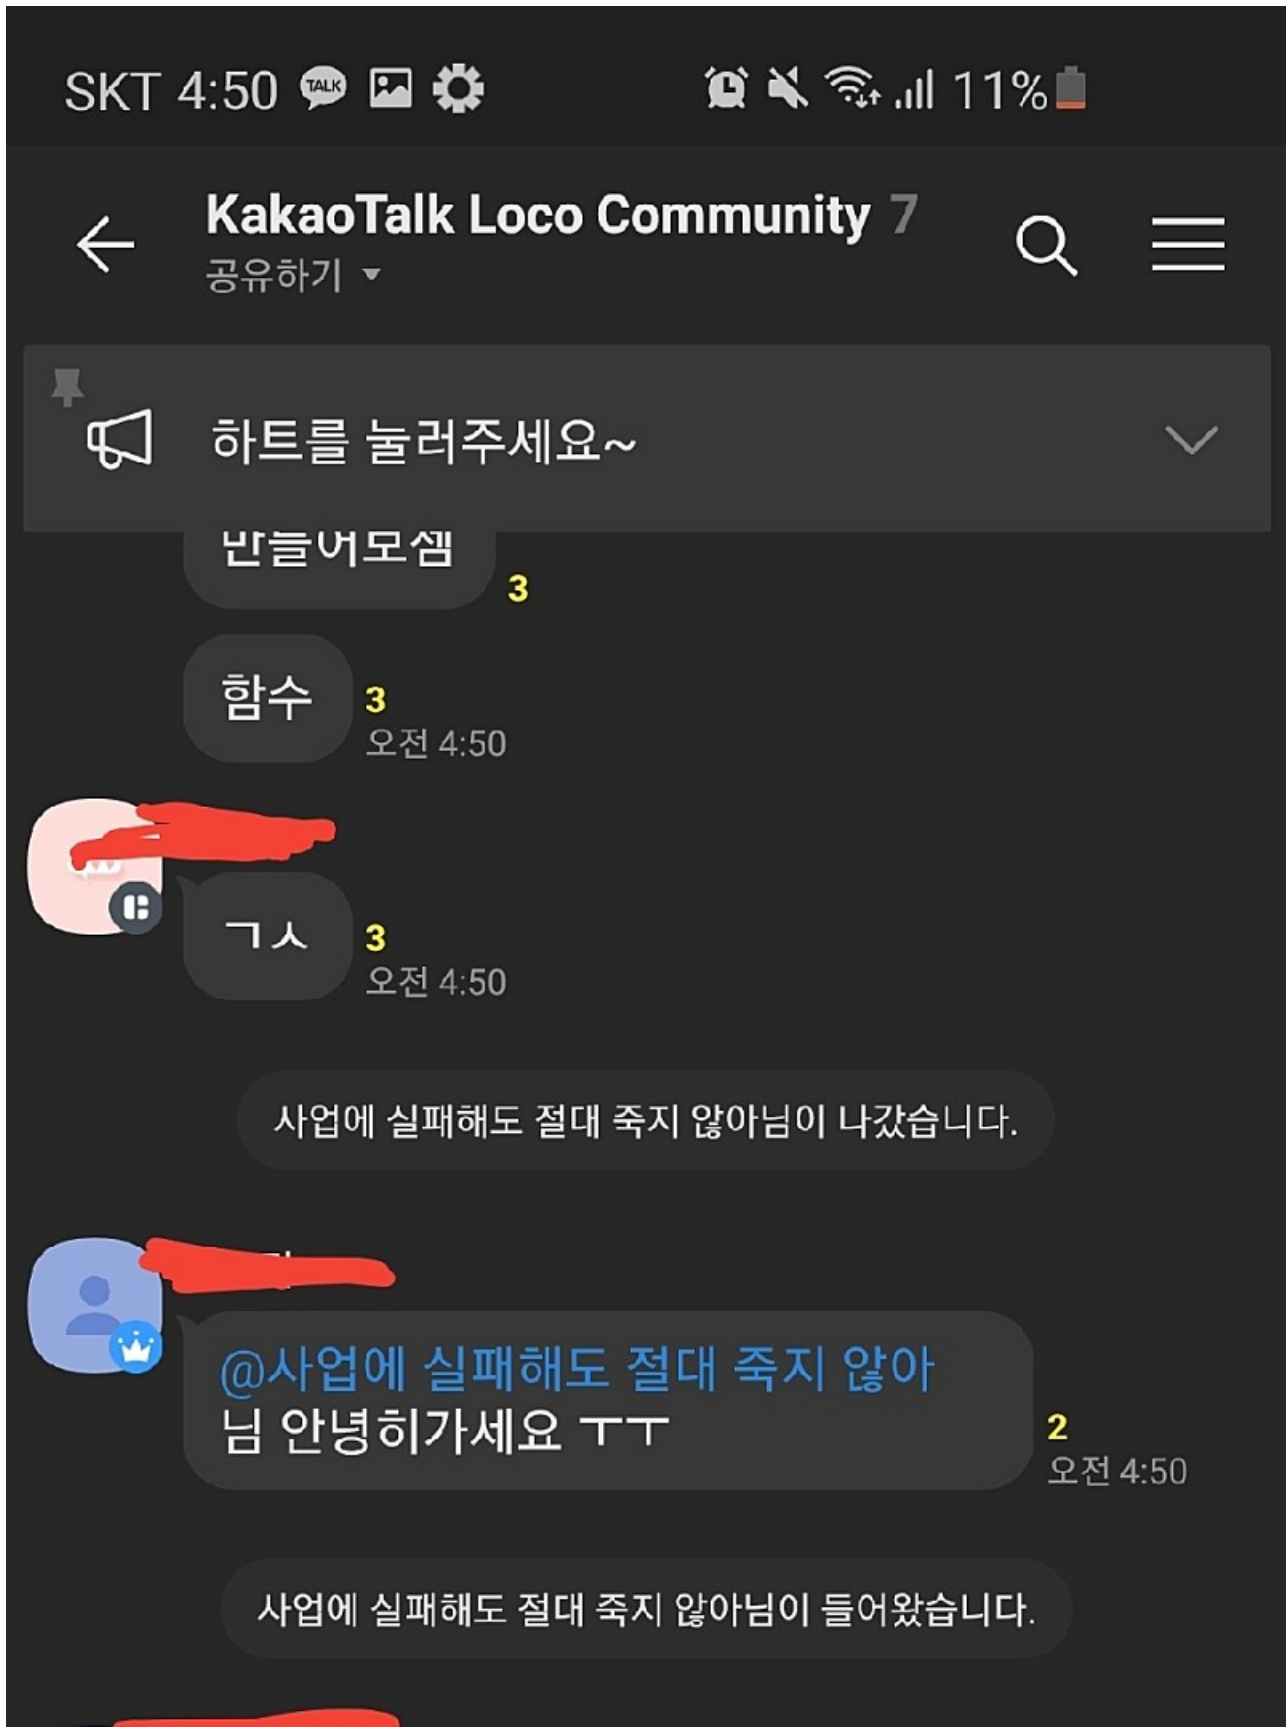 SKT 4:50 TALK 11%
KakaoTalk Loco Community 7
공유하기
하트를 눌러주세요~
만들어보셈
3
함수 3
오전 4:50
ㄱㅅ 3
오전 4:50
사업에 실패해도 절대 죽지 않아님이 나갔습니다.
@사업에 실패해도 절대 죽지 않아
님 안녕히가세요 ㅜㅜ 2
오전 4:50
사업에 실패해도 절대 죽지 않아님이 들어왔습니다.